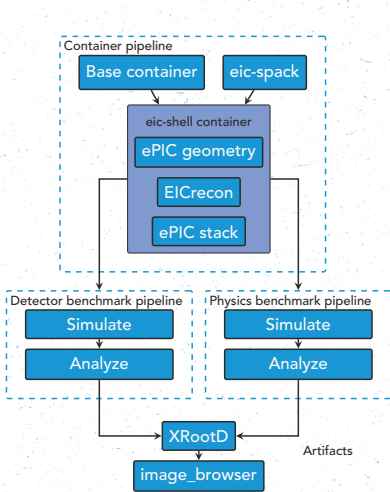 Container pipeline
Base container
eic-spack
eic-shell container
ePIC geometry
EICrecon
ePIC stack
Detector benchmark pipeline
Simulate
Analyze
Physics benchmark pipeline
Simulate
Analyze
XRootD
Artifacts
image_browser